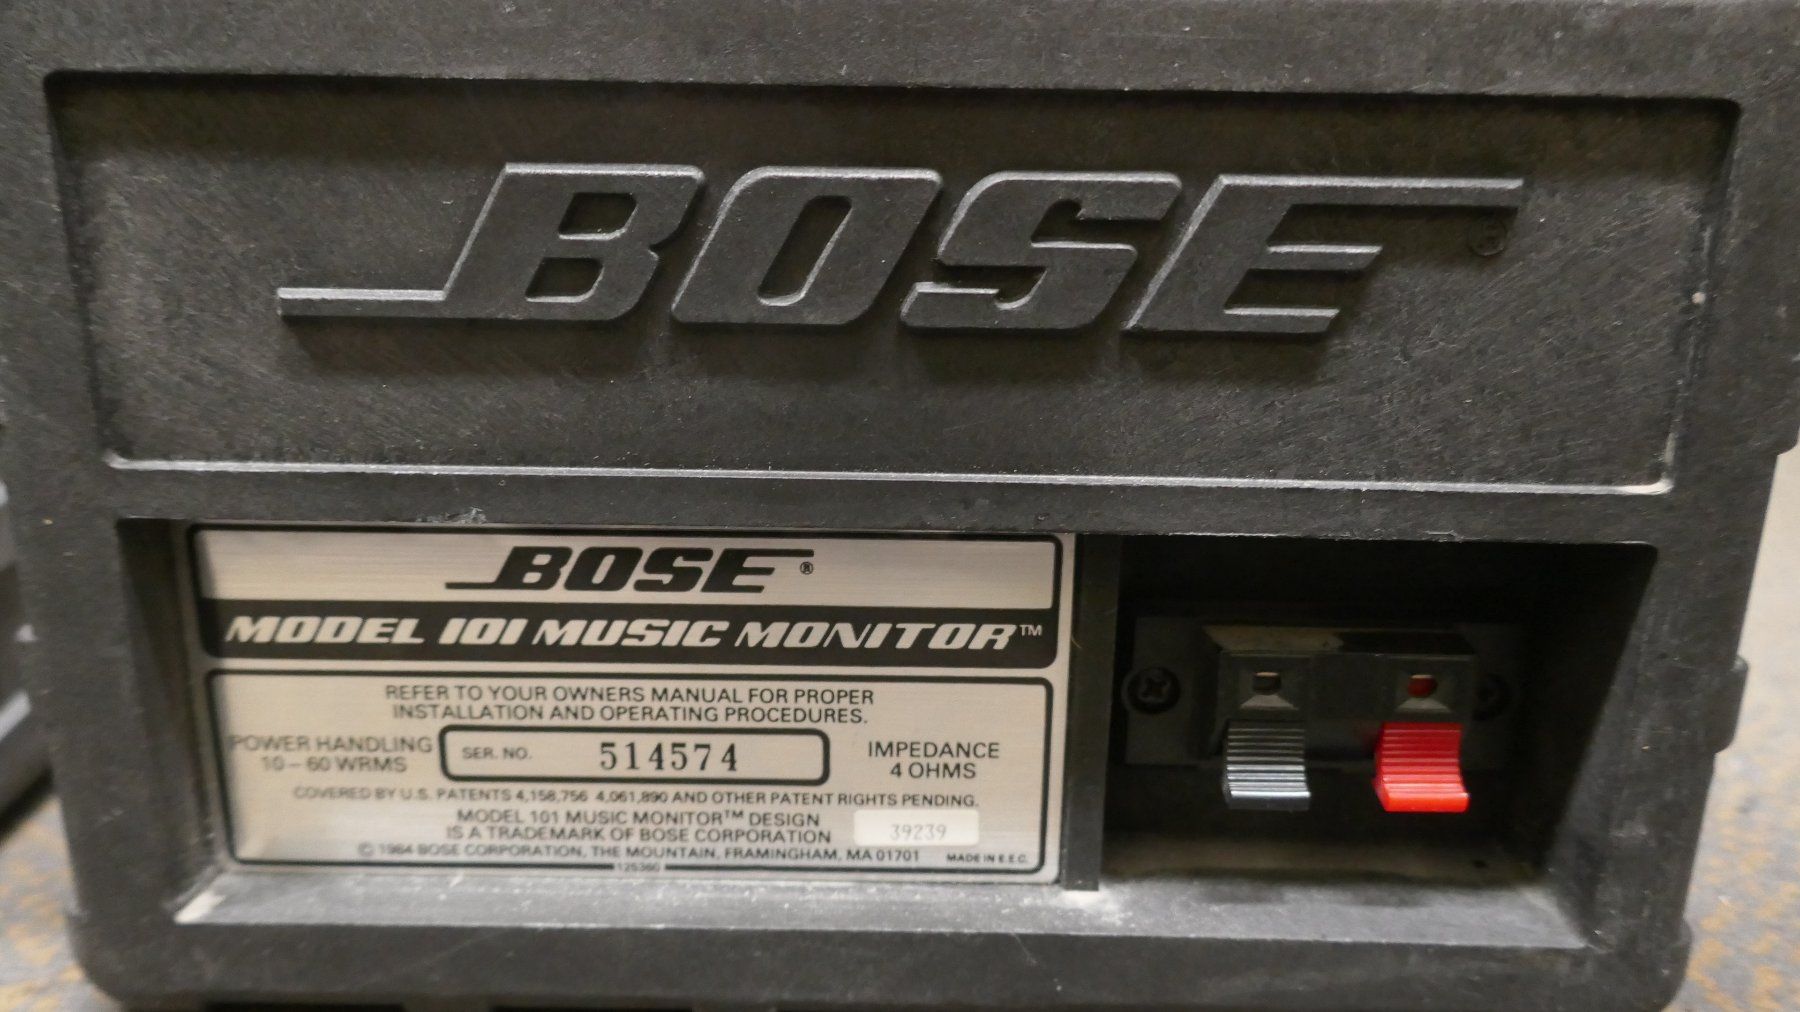 BOSE®
BOSE®
MODEL 101 MUSIC MONITOR™
REFER TO YOUR OWNERS MANUAL FOR PROPER
INSTALLATION AND OPERATING PROCEDURES.
POWER HANDLING
10-60 WRMS
SER. NO. 514574
IMPEDANCE
4 OHMS
COVERED BY U.S. PATENTS 4,158,756 4,061,890 AND OTHER PATENT RIGHTS PENDING.
MODEL 101 MUSIC MONITOR™ DESIGN
IS A TRADEMARK OF BOSE CORPORATION
39239
© 1984 BOSE CORPORATION, THE MOUNTAIN, FRAMINGHAM, MA 01701
MADE IN E.E.C.
125360